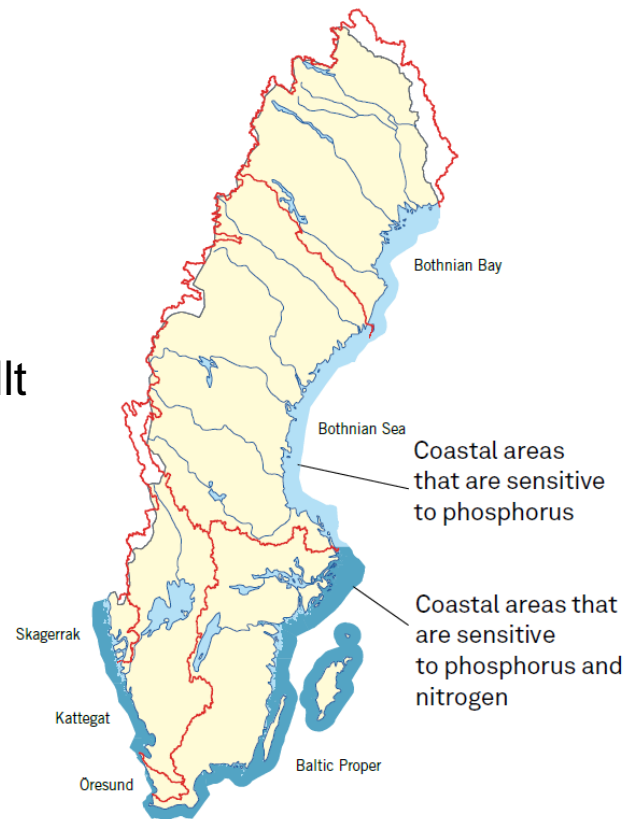 Bothnian Bay
llt
Bothnian Sea
Coastal areas
that are sensitive
to phosphorus
Coastal areas that
are sensitive
to phosphorus and
nitrogen
Skagerrak
Kattegat
Baltic Proper
Öresund